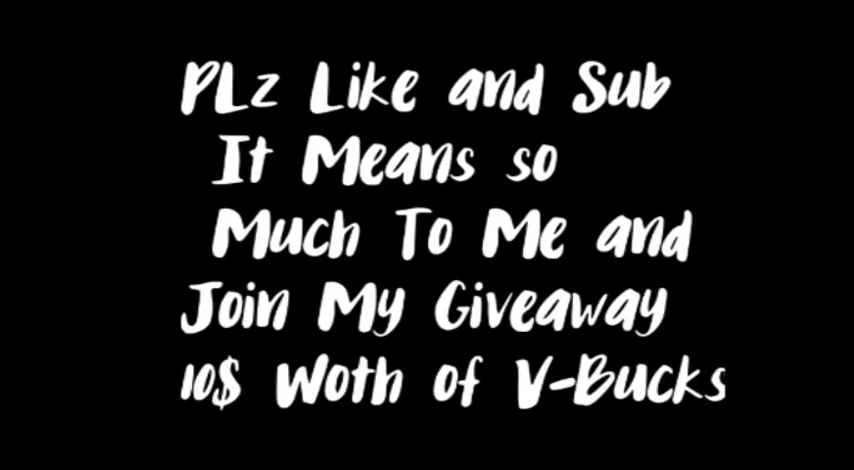 PLz Like and Sub
It Means so
Much To Me and
Join My Giveaway
10$ Woth of V-Bucks